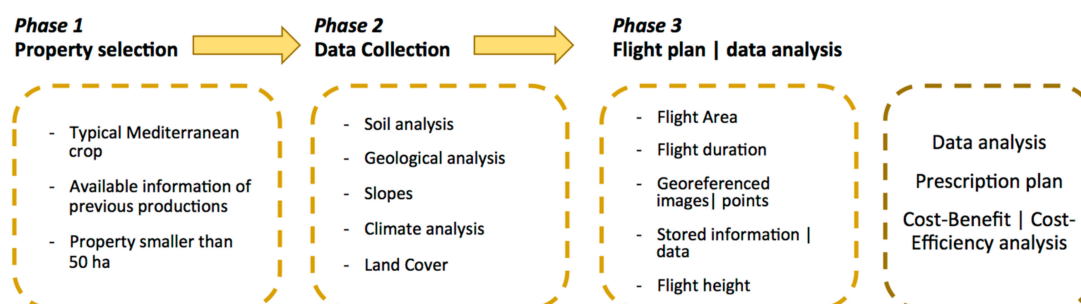 Phase 1
Property selection
Phase 2
Data Collection
Phase 3
Flight plan | data analysis
- Typical Mediterranean
crop
- Available information of
previous productions
- Property smaller than
50 ha
- Soil analysis
- Geological analysis
- Slopes
- Climate analysis
- Land Cover
- Flight Area
- Flight duration
- Georeferenced
images| points
- Stored information |
data
- Flight height
Data analysis
Prescription plan
Cost-Benefit | Cost-
Efficiency analysis